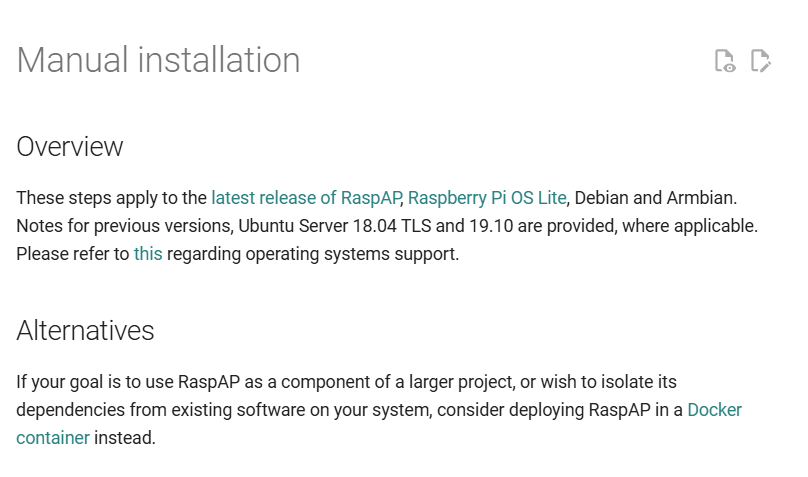 Manual installation
Overview
These steps apply to the latest release of RaspAP, Raspberry Pi OS Lite, Debian and Armbian.
Notes for previous versions, Ubuntu Server 18.04 TLS and 19.10 are provided, where applicable.
Please refer to this regarding operating systems support.
Alternatives
If your goal is to use RaspAP as a component of a larger project, or wish to isolate its
dependencies from existing software on your system, consider deploying RaspAP in a Docker
container instead.